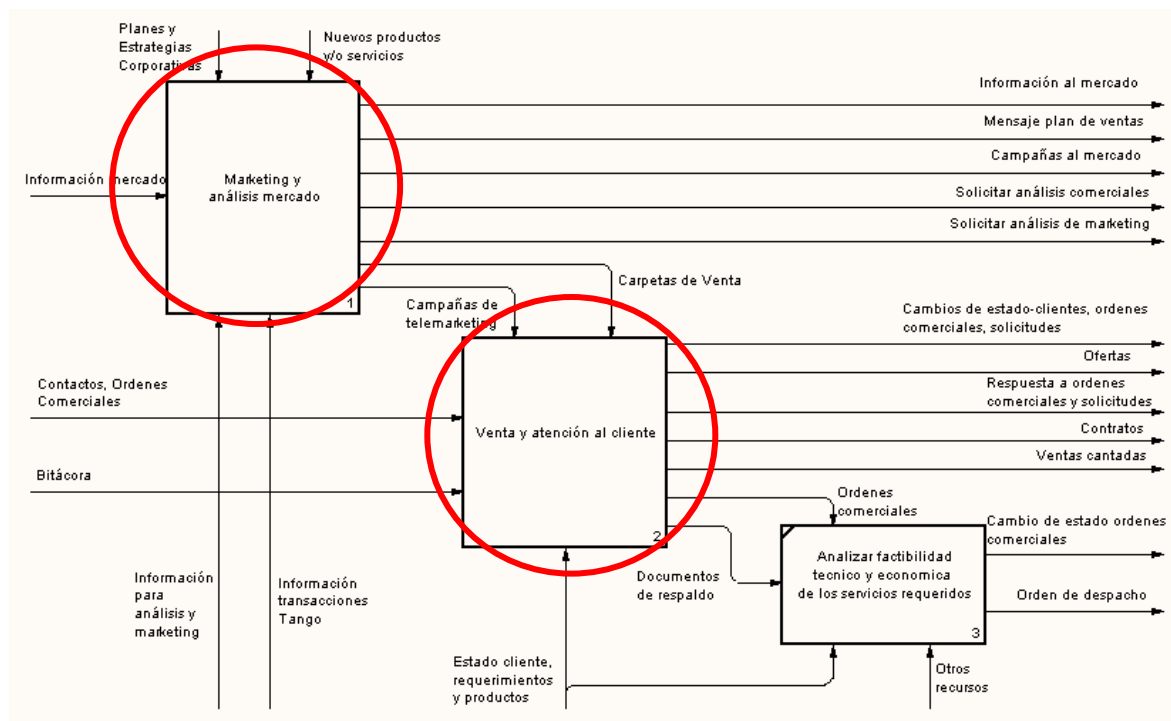 Planes y
Estrategias
Corporativas
Nuevos productos
y/o servicios
Información al mercado
Mensaje plan de ventas
Campañas al mercado
Información mercado
Marketing y
análisis mercado
Solicitar análisis comerciales
Solicitar análisis de marketing
1
Carpetas de Venta
Campañas de
telemarketing
Cambios de estado-clientes, ordenes
comerciales, solicitudes
Ofertas
Contactos, Ordenes
Comerciales
Respuesta a ordenes
comerciales y solicitudes
Venta y atención al cliente
Contratos
Ventas cantadas
Bitácora
2
Ordenes
comerciales
Cambio de estado ordenes
comerciales
Analizar factibilidad
tecnico y economica
de los servicios requeridos
3
Información
para
análisis y
marketing
Información
transacciones
Tango
Documentos
de respaldo
Orden de despacho
Estado cliente,
requerimientos
y productos
Otros
recursos